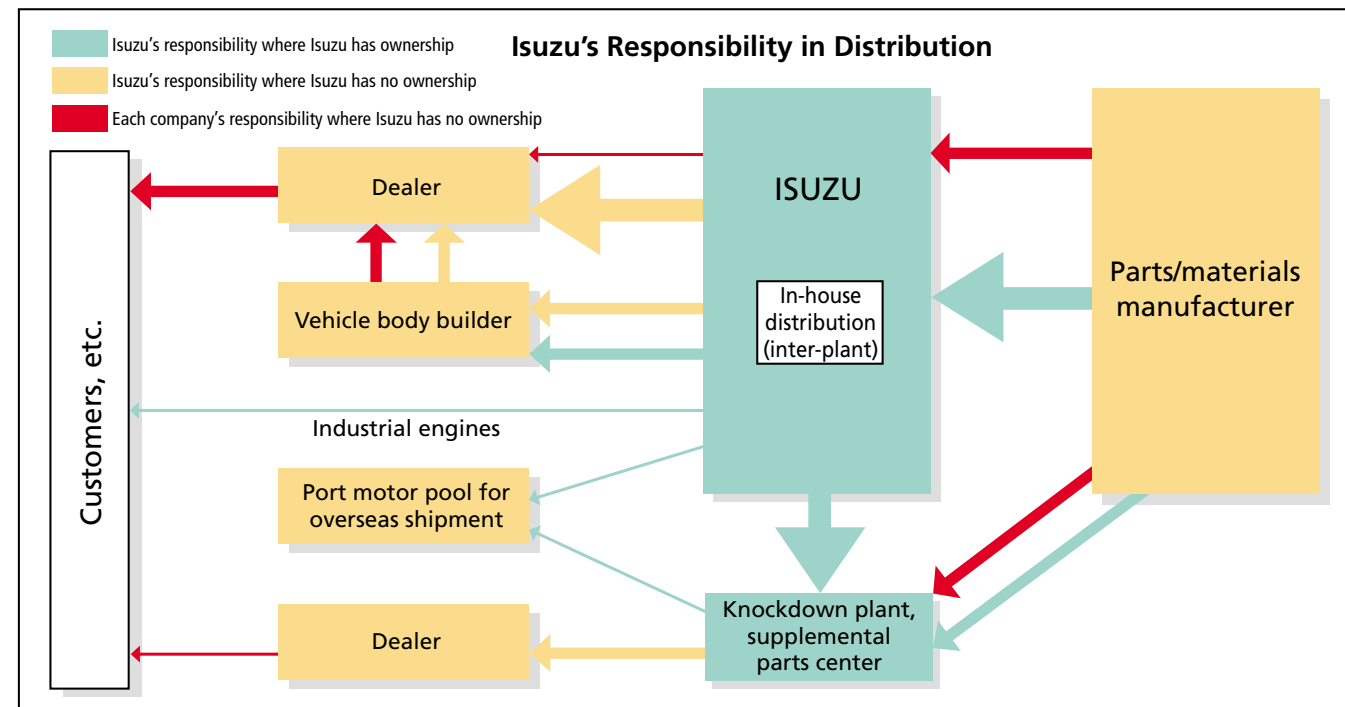 Isuzu's Responsibility in Distribution
Isuzu's responsibility where Isuzu has ownership
Isuzu's responsibility where Isuzu has no ownership
Each company's responsibility where Isuzu has no ownership
Customers, etc.
Dealer
Vehicle body builder
Industrial engines
Port motor pool for
overseas shipment
Dealer
ISUZU
In-house
distribution
(inter-plant)
Knockdown plant,
supplemental
parts center
Parts/materials
manufacturer